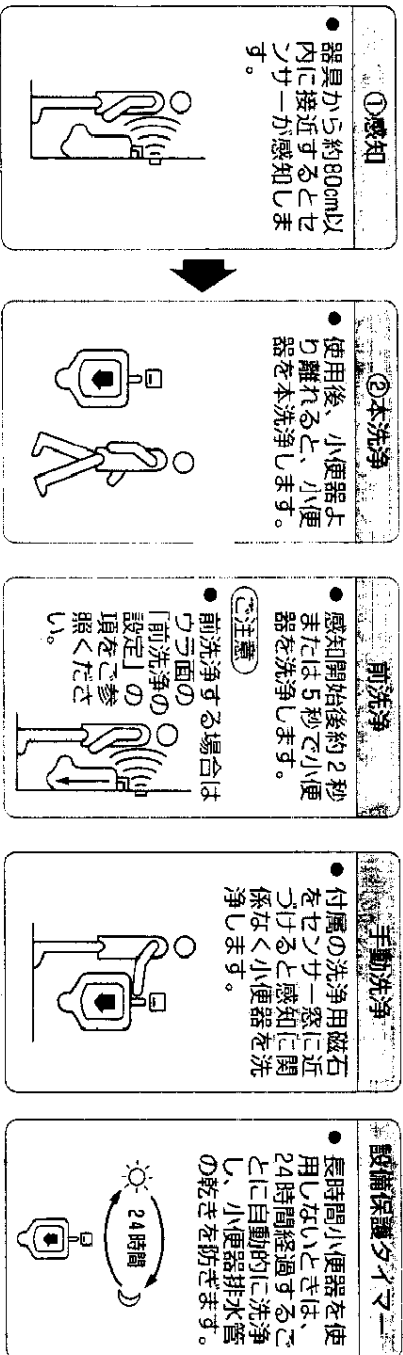 ①感知
● 器具から約80cm以
内に接近するとセ
ンサーが感知しま
す。
②本洗浄
● 使用後、小便器よ
り離れると、小便
器を本洗浄します。
前洗浄
● 感知開始後約2秒
または5秒で小便
器を洗浄します。
ご注意
● 前洗浄する場合は
ウラ面の
「前洗浄の
設定」の
項をご参
照くださ
い。
手動洗浄
● 付属の洗浄用磁石
をセンサー窓に近
づけると感知に関
係なく小便器を洗
浄します。
設備保護タイマー
● 長時間小便器を使
用しないときは、
24時間経過するご
とに自動的に洗浄
し、小便器排水管
の乾きを防ぎます。
24時間